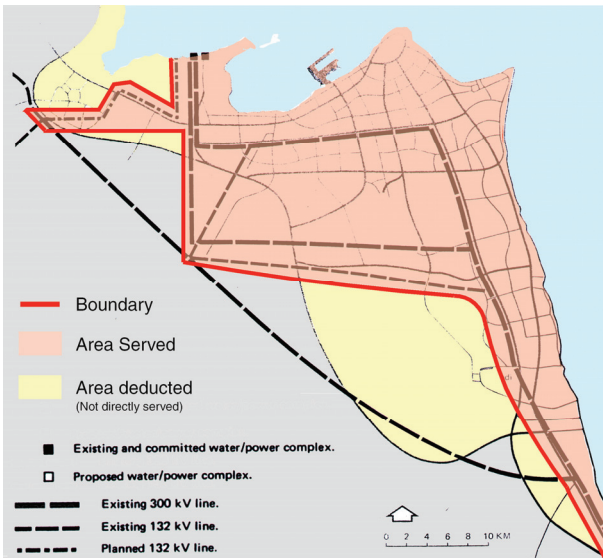 Boundary
Area Served
Area deducted
(Not directly served)
Existing and committed water/power complex.
Proposed water/power complex.
Existing 300 kV line.
Existing 132 kV line.
Planned 132 kV line.
0 2 4 6 8 10 KM